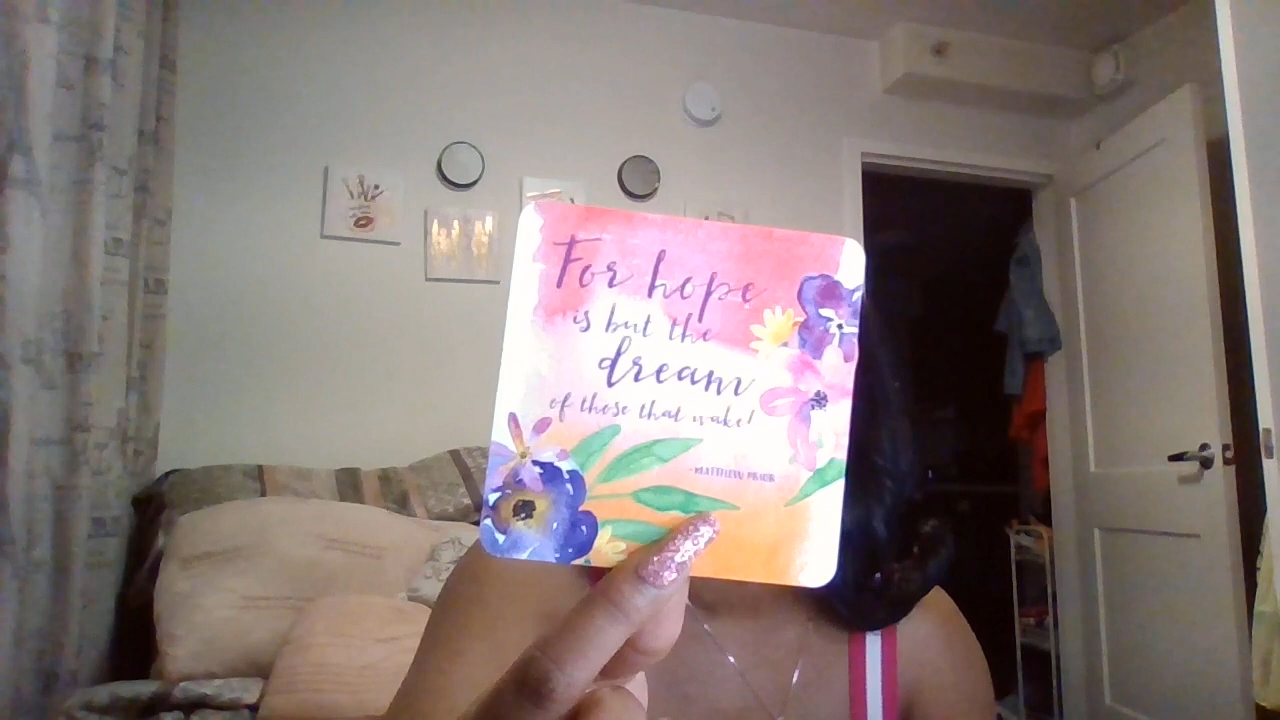 For hope
is but the
dream
of those that wake!
-MATTHEW PRIOR